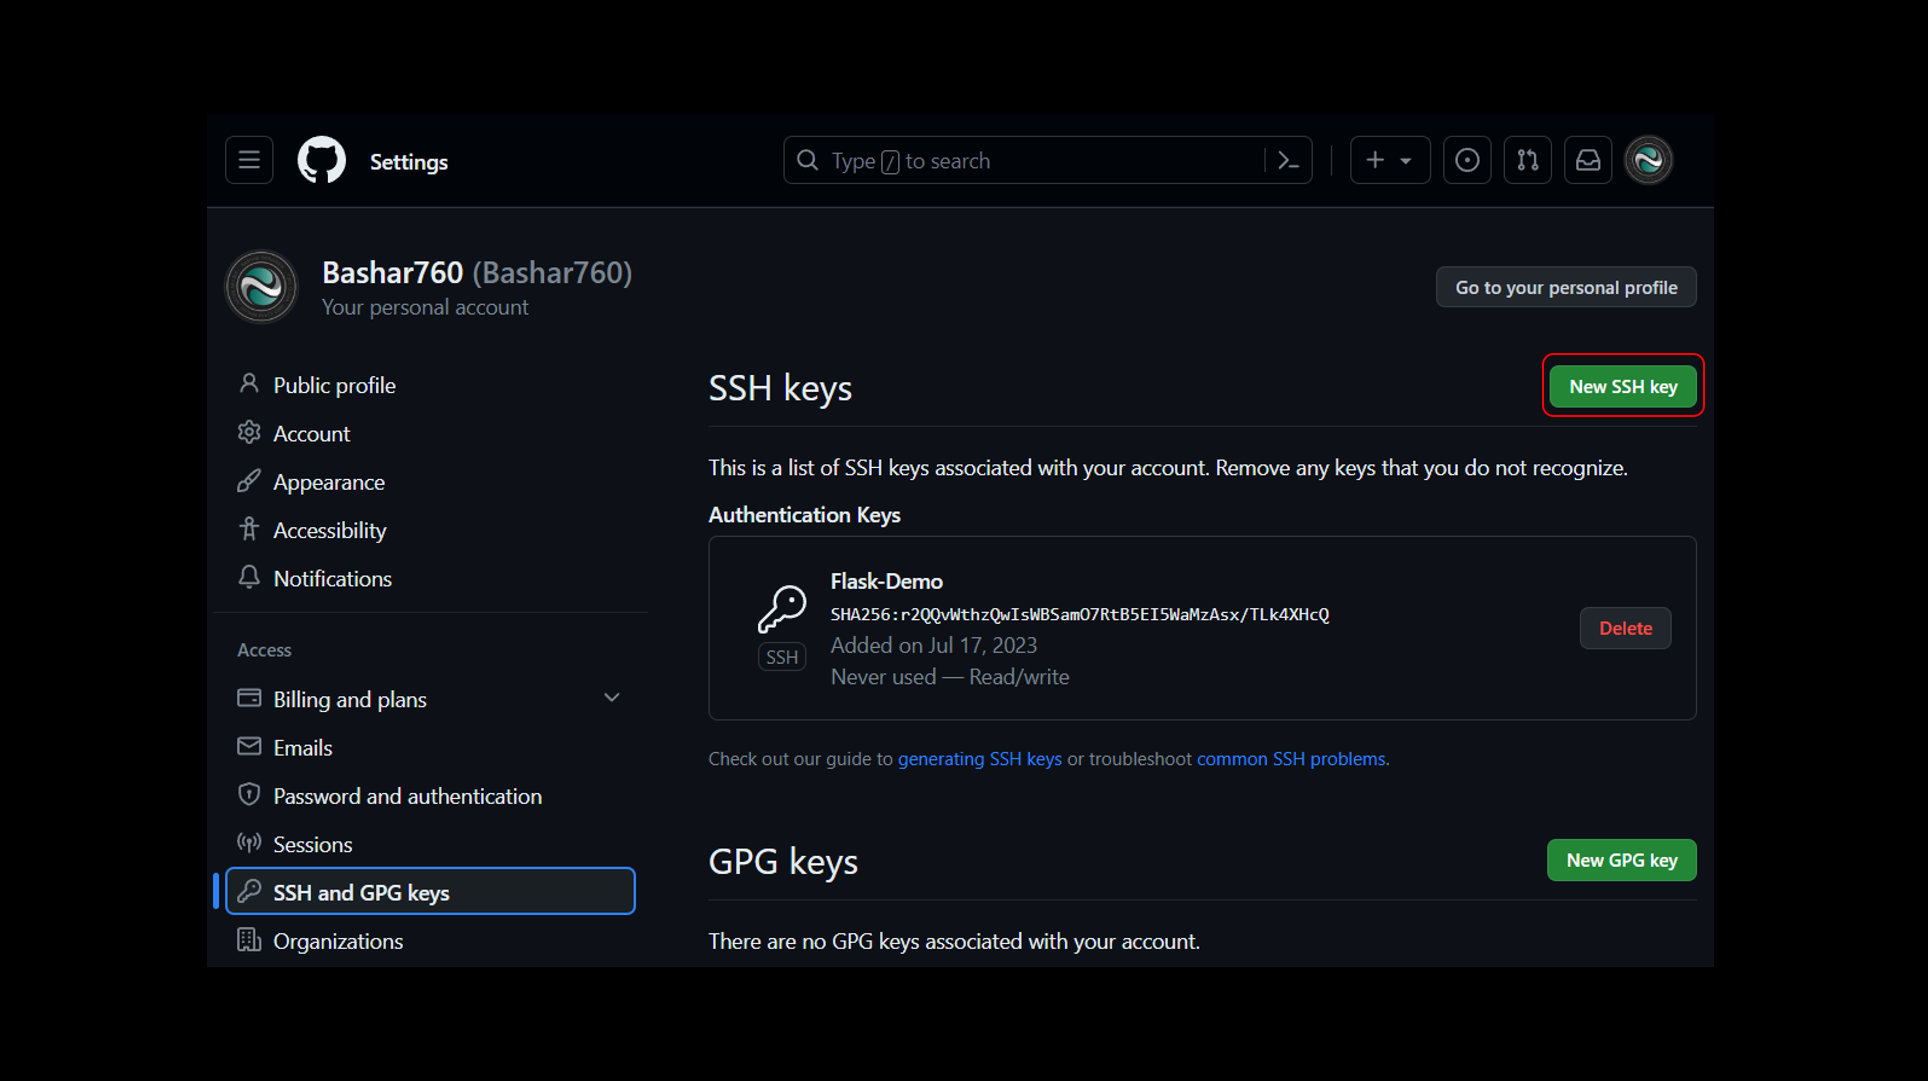 Settings
Type / to search
Bashar760 (Bashar760)
Your personal account
Go to your personal profile
Public profile
Account
Appearance
Accessibility
Notifications
Access
Billing and plans
Emails
Password and authentication
Sessions
SSH and GPG keys
Organizations
SSH keys
New SSH key
This is a list of SSH keys associated with your account. Remove any keys that you do not recognize.
Authentication Keys
Flask-Demo
SHA256:r2QQvWthzQwIsWBSamO7RtB5EI5WaMzAsx/TLk4XHcQ
SSH
Added on Jul 17, 2023
Never used — Read/write
Delete
Check out our guide to generating SSH keys or troubleshoot common SSH problems.
GPG keys
New GPG key
There are no GPG keys associated with your account.